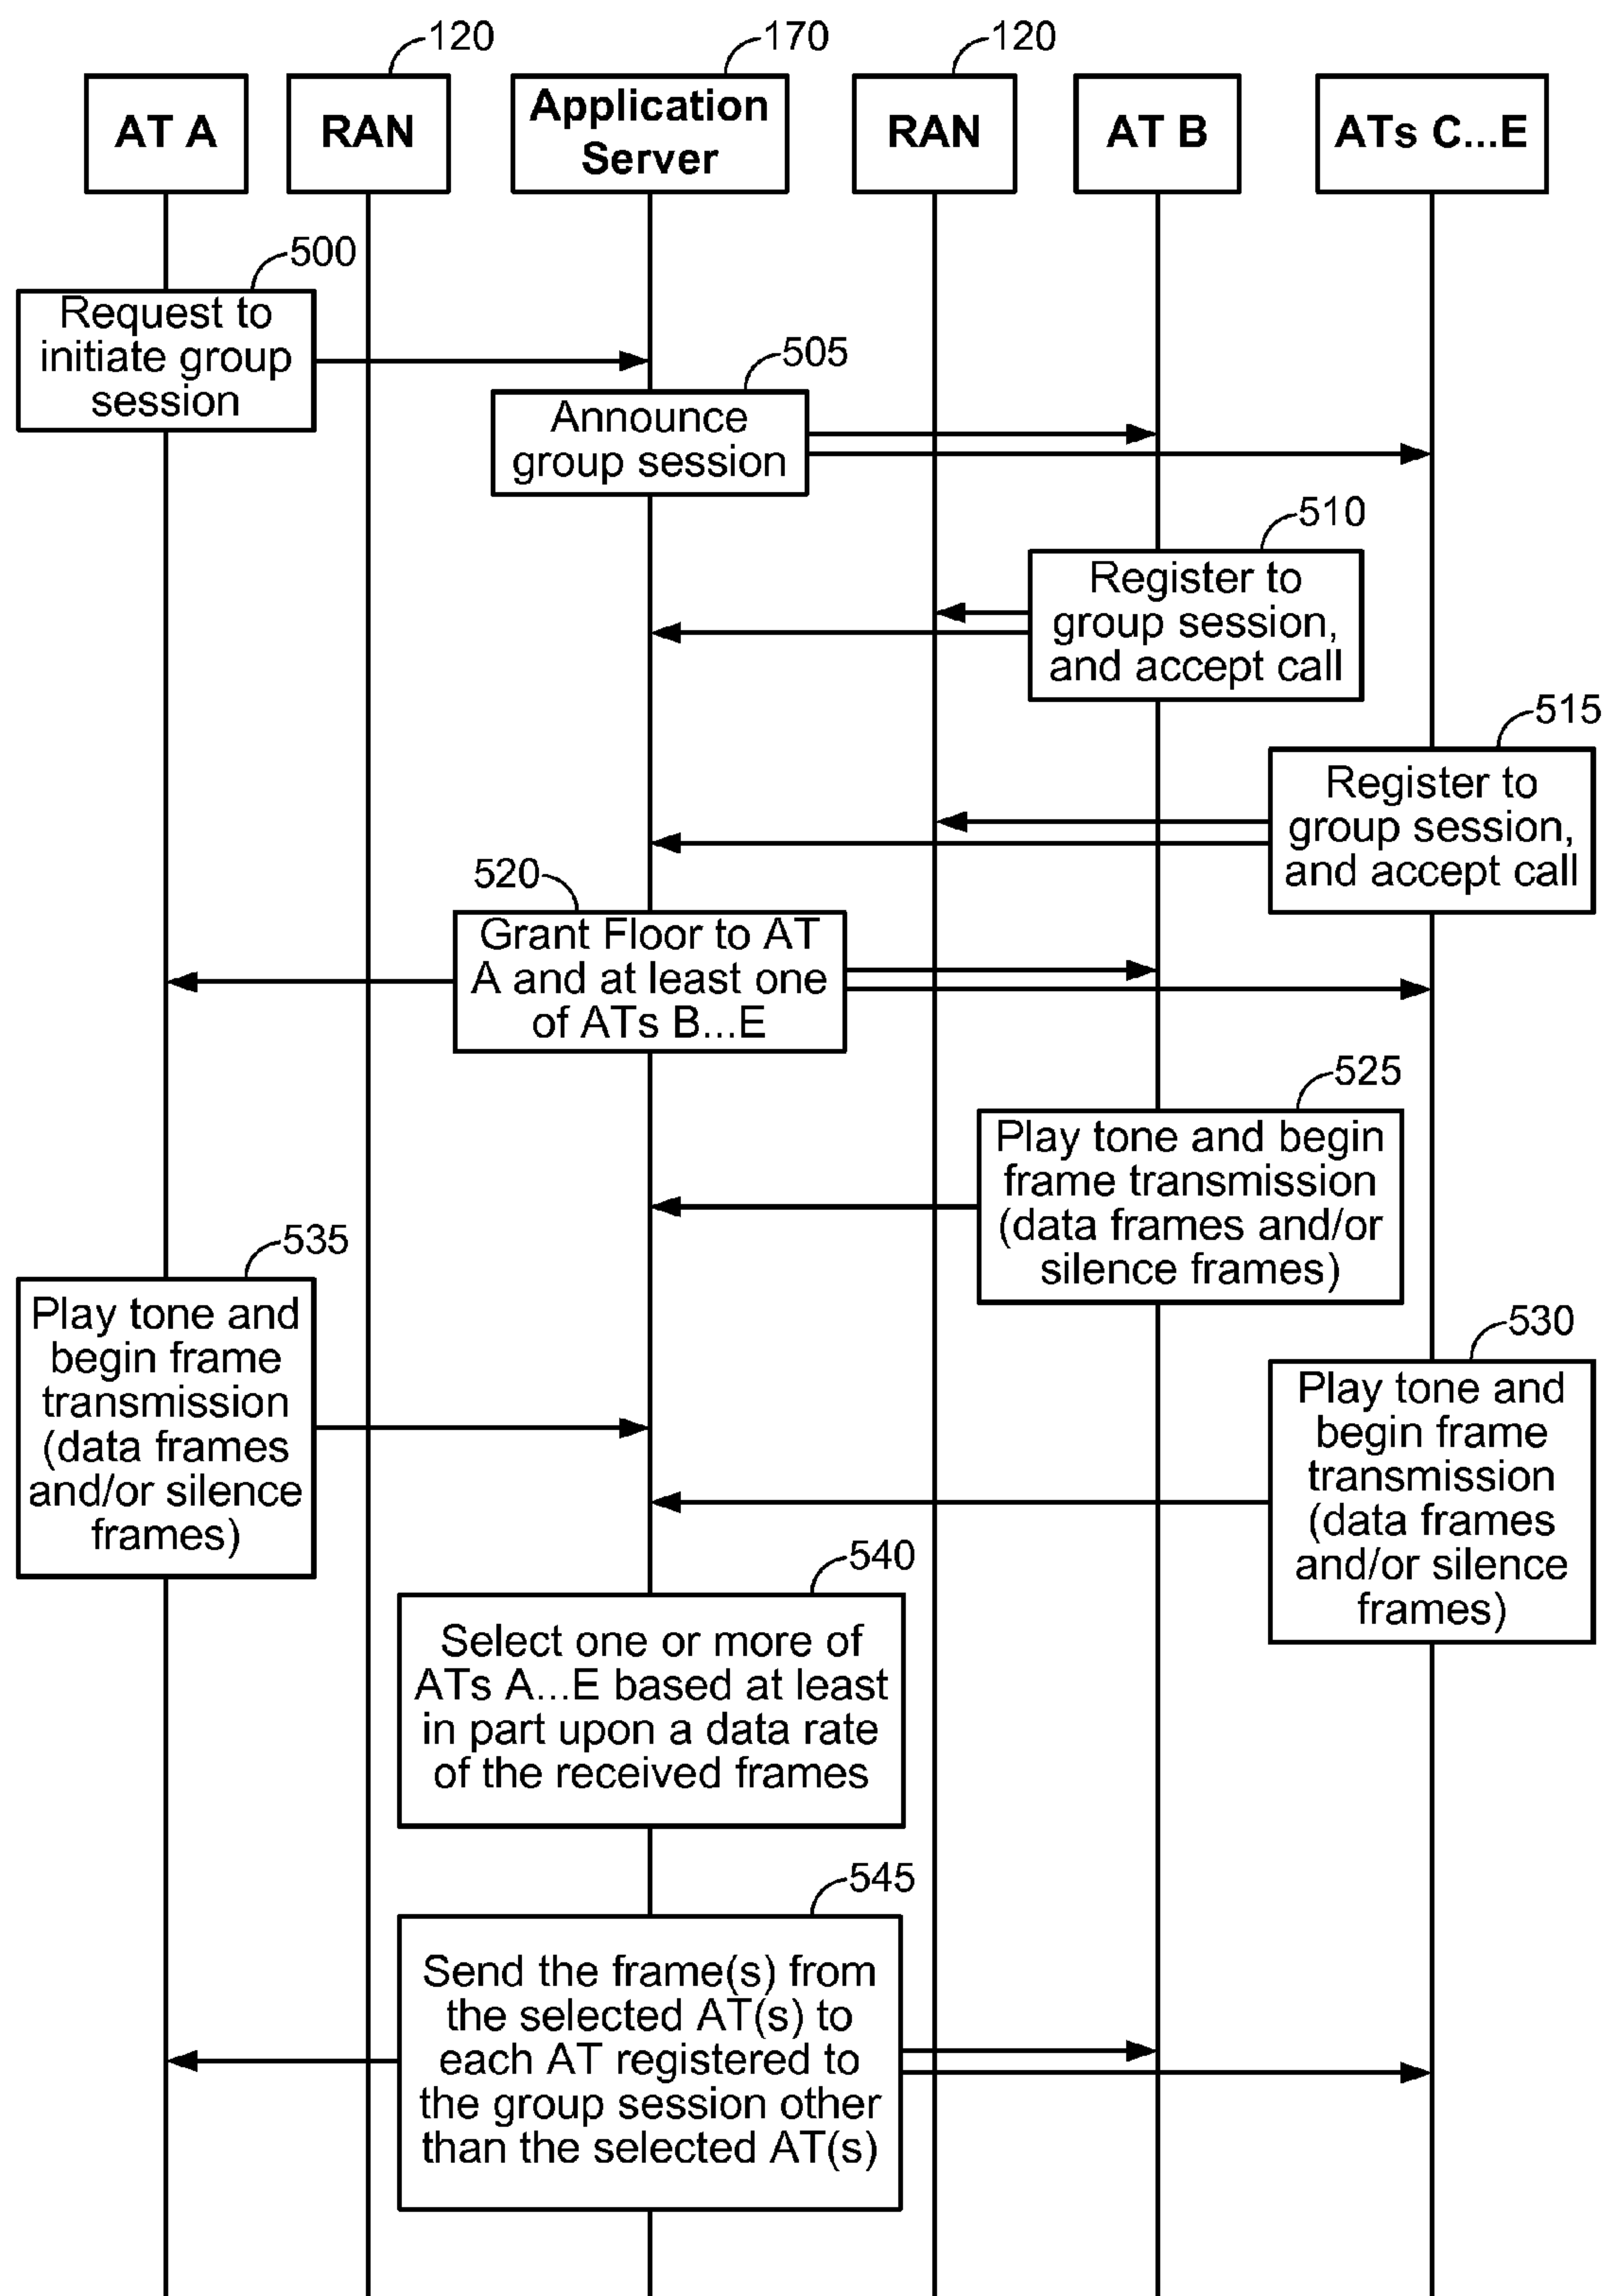 120
170
120
AT A
RAN
Application
Server
RAN
AT B
ATs C...E
500
Request to
initiate group
session
505
Announce
group session
510
Register to
group session,
and accept call
515
Register to
group session,
and accept call
520
Grant Floor to AT
A and at least one
of ATs B...E
525
Play tone and begin
frame transmission
(data frames and/or
silence frames)
535
Play tone and
begin frame
transmission
(data frames
and/or silence
frames)
530
Play tone and
begin frame
transmission
(data frames
and/or silence
frames)
540
Select one or more of
ATs A...E based at least
in part upon a data rate
of the received frames
545
Send the frame(s) from
the selected AT(s) to
each AT registered to
the group session other
than the selected AT(s)